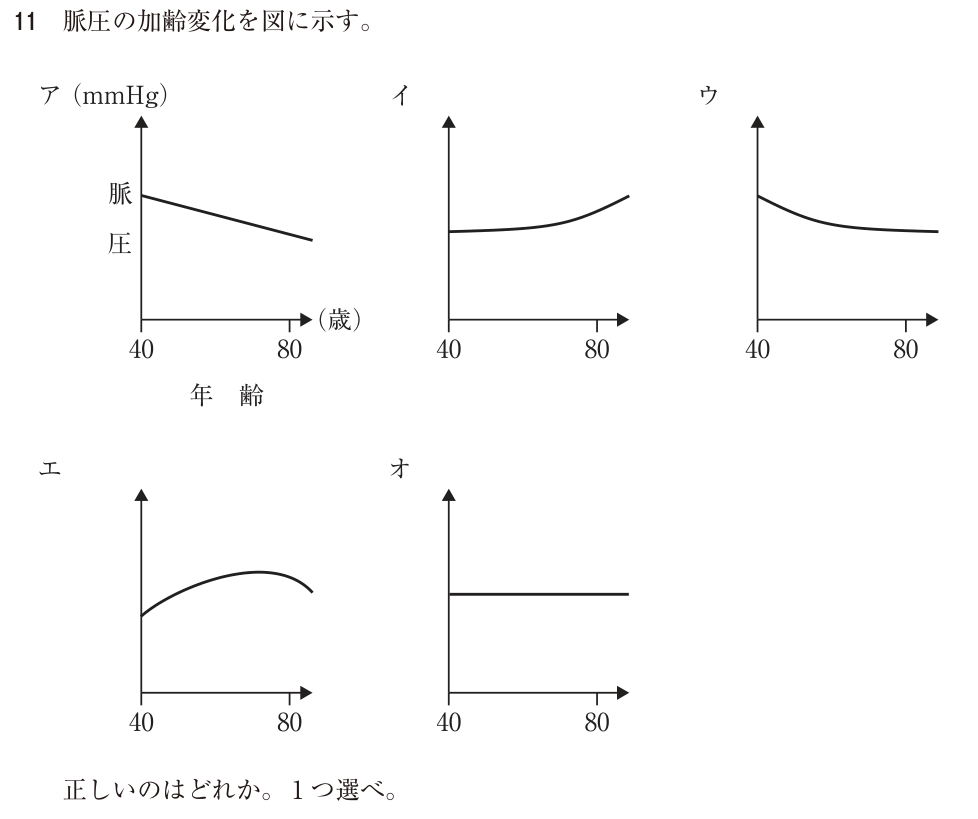 11 脈圧の加齢変化を図に示す。
ア (mmHg) イ ウ
脈
圧
(歳)
40 80 40 80 40 80
年 齢
エ オ
40 80 40 80
正しいのはどれか。1つ選べ。